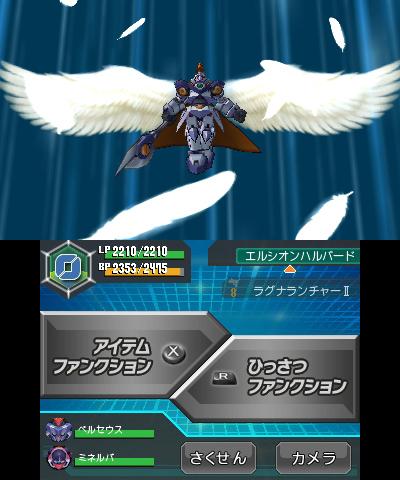 LP 2210/2210
BP 2353/2475
エルシオンハルバード
8
ラグナランチャーⅡ
アイテム
ファンクション
X
R
ひっさつ
ファンクション
ペルセウス
ミネルバ
さくせん
カメラ